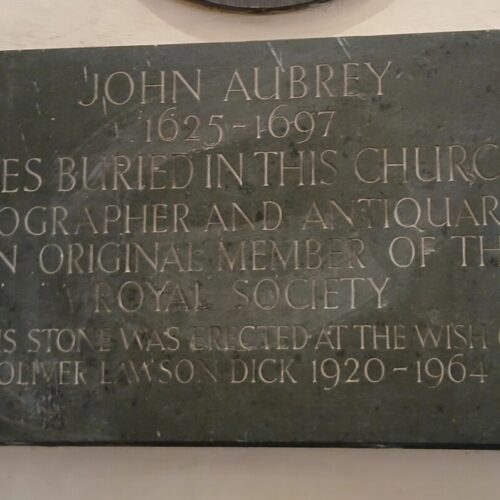 JOHN AUBREY
1625-1697
ES BURIED IN THIS CHURC
OGRAPHER AND ANTIQUAR
N ORIGINAL MEMBER OF TH
ROYAL SOCIETY
IS STONE WAS ERECTED AT THE WISH O
OLIVER LAWSON DICK 1920-1964